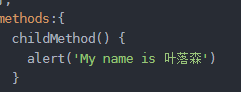 methods:{
childMethod() {
alert('My name is 叶落森')
}